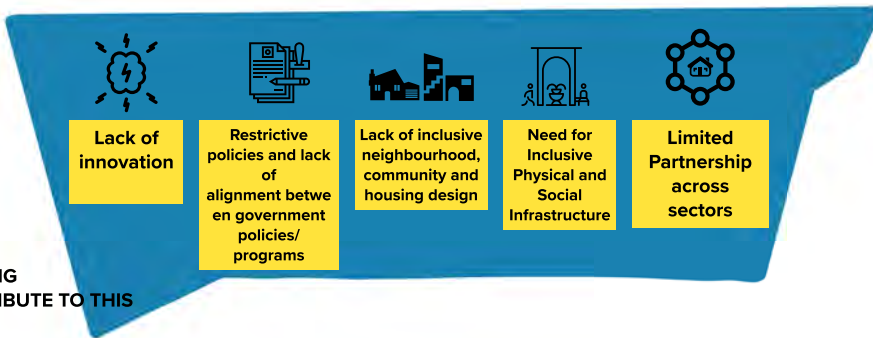 Lack of
innovation
Restrictive
policies and lack
of
alignment betwe
en government
policies/
programs
Lack of inclusive
neighbourhood,
community and
housing design
Need for
Inclusive
Physical and
Social
Infrastructure
Limited
Partnership
across
sectors
NG
IBUTE TO THIS